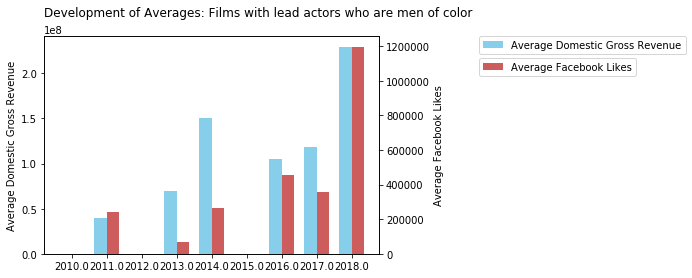 Development of Averages: Films with lead actors who are men of color
1e8
Average Domestic Gross Revenue
Average Facebook Likes
2.0
1.5
1.0
0.5
0.0
Average Domestic Gross Revenue
1200000
1000000
800000
600000
400000
200000
0
Average Facebook Likes
2010.0 2011.0 2012.0 2013.0 2014.0 2015.0 2016.0 2017.0 2018.0